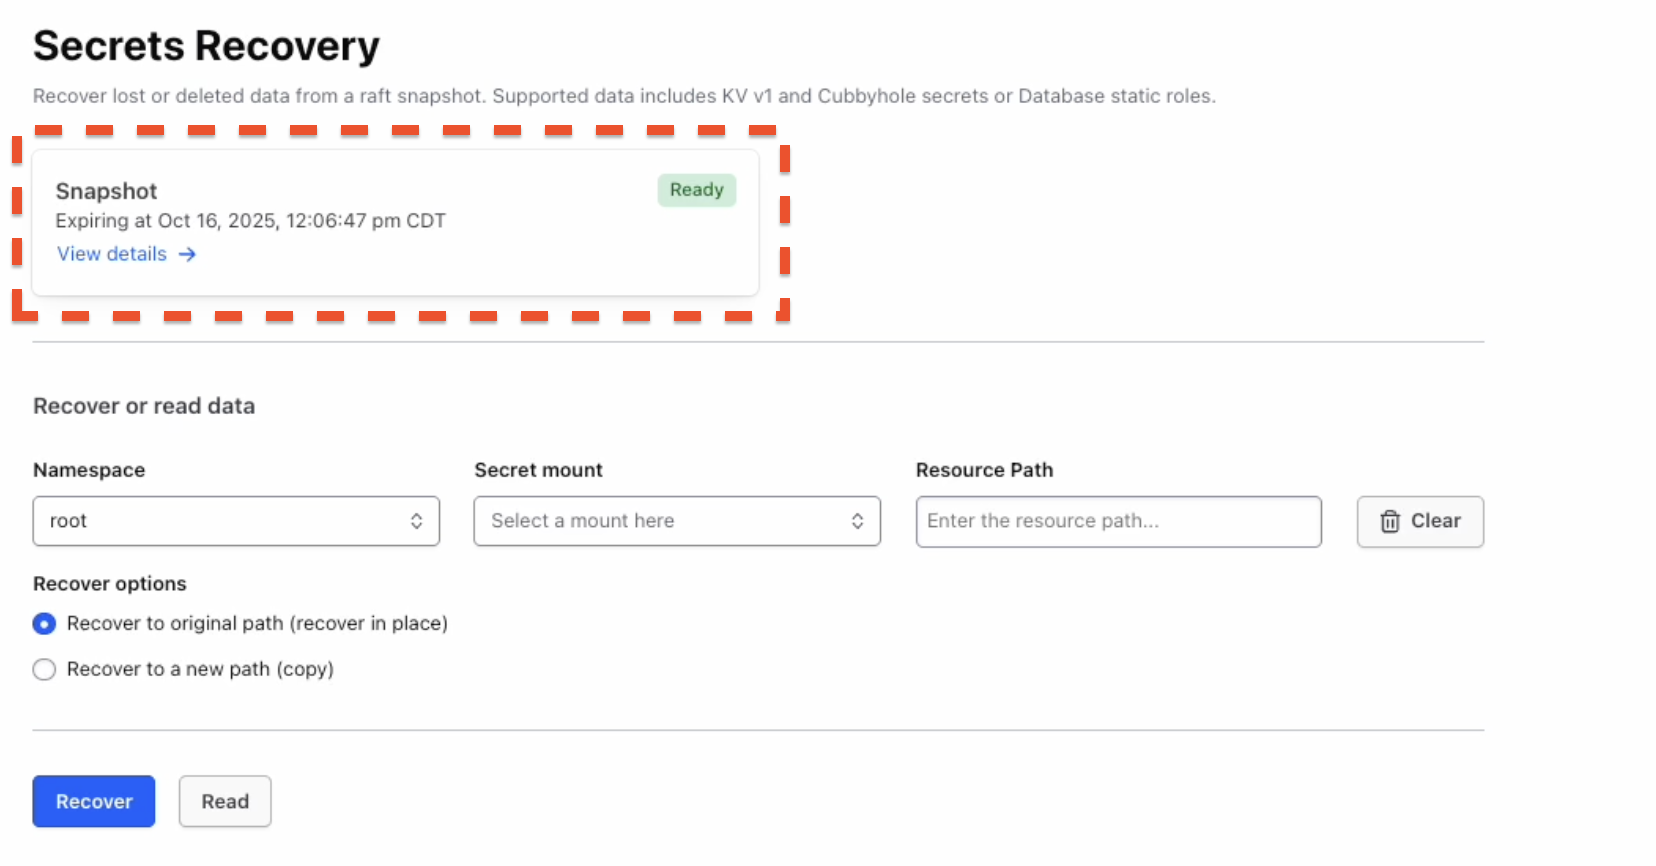 Secrets Recovery
Recover lost or deleted data from a raft snapshot. Supported data includes KV v1 and Cubbyhole secrets or Database static roles.
Snapshot
Ready
Expiring at Oct 16, 2025, 12:06:47 pm CDT
View details →
Recover or read data
Namespace
Secret mount
Resource Path
root
Select a mount here
Enter the resource path...
Clear
Recover options
Recover to original path (recover in place)
Recover to a new path (copy)
Recover
Read